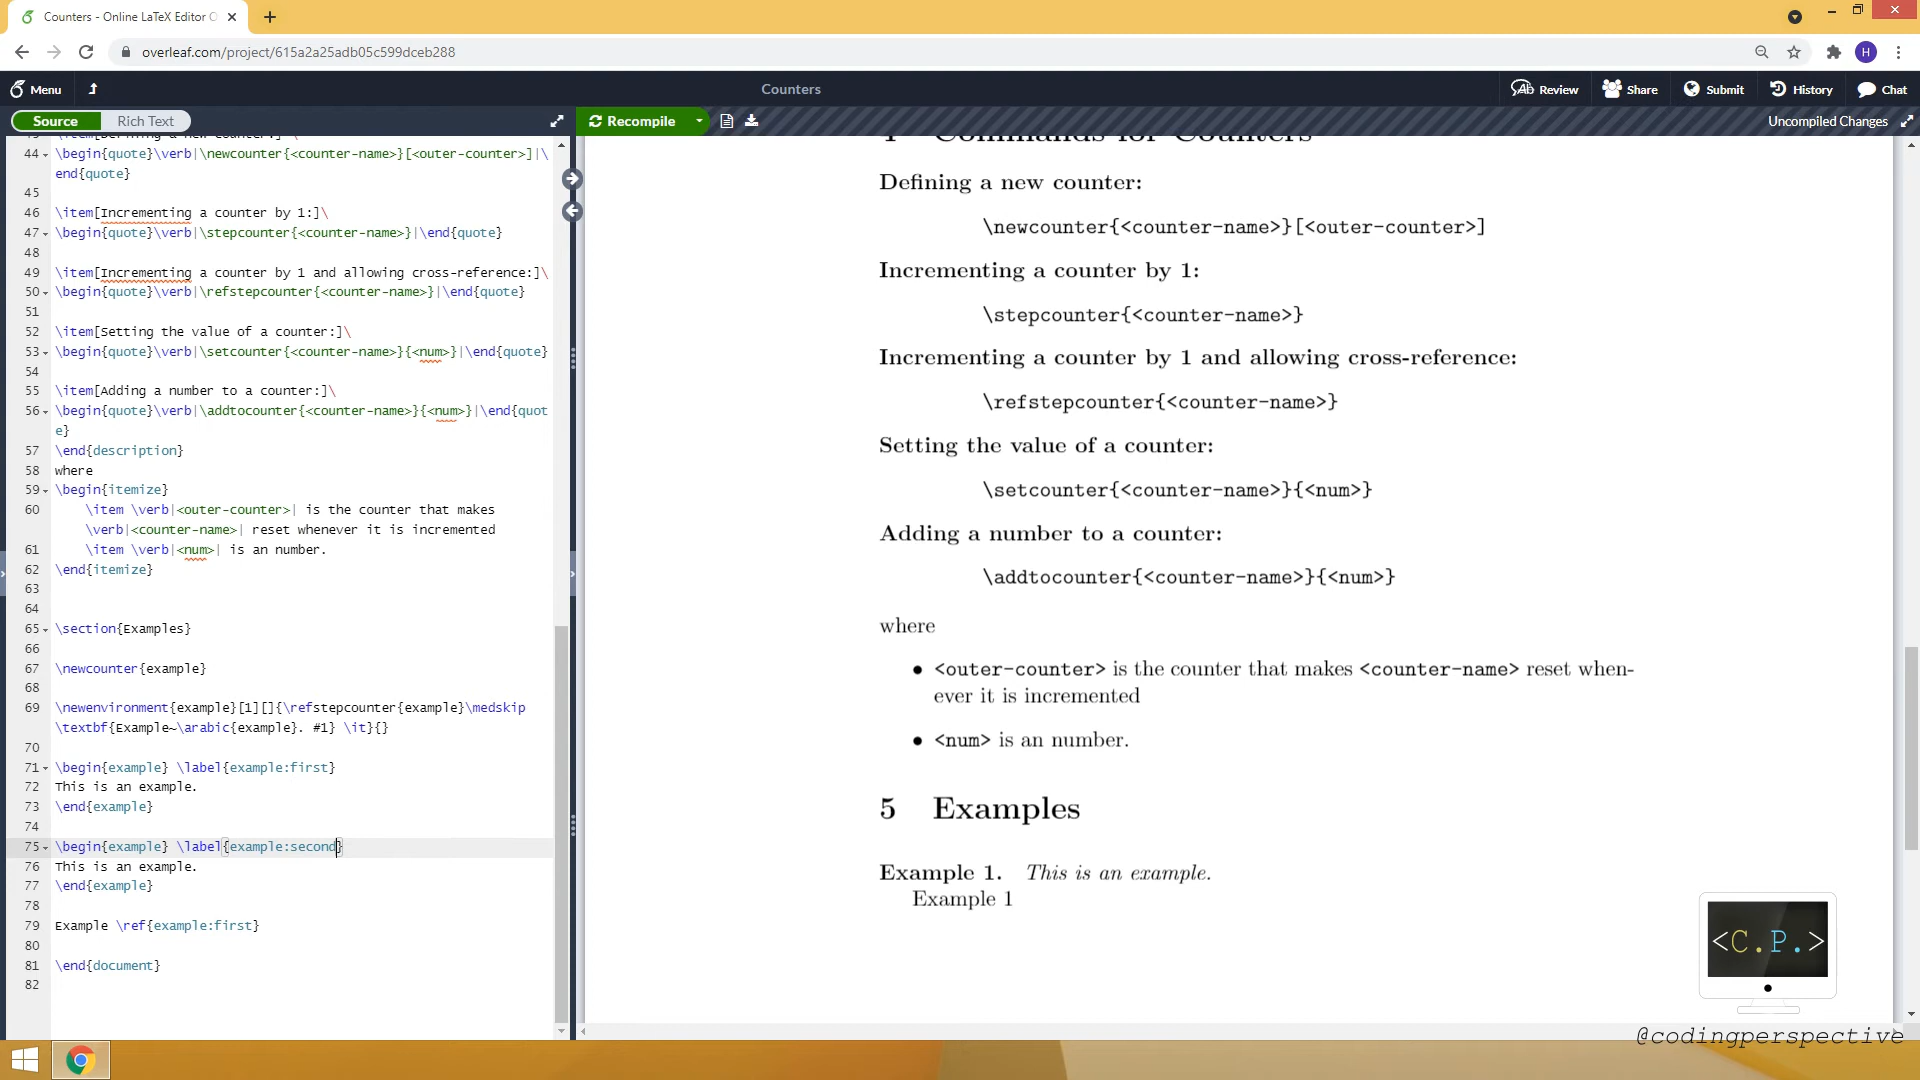 Counters - Online LaTeX Editor O
overleaf.com/project/615a2a25adb05c599dceb288
H
Menu
Counters
Review
Share
Submit
History
Chat
Source
Rich Text
Recompile
Uncompiled Changes
44 \begin{quote}\verb|\newcounter{<counter-name>}[<outer-counter>]|\
end{quote}
45
46 \item[Incrementing a counter by 1:]\
47 \begin{quote}\verb|\stepcounter{<counter-name>}|\end{quote}
48
49 \item[Incrementing a counter by 1 and allowing cross-reference:]\
50 \begin{quote}\verb|\refstepcounter{<counter-name>}|\end{quote}
51
52 \item[Setting the value of a counter:]\
53 \begin{quote}\verb|\setcounter{<counter-name>}{<num>}|\end{quote}
54
55 \item[Adding a number to a counter:]\
56 \begin{quote}\verb|\addtocounter{<counter-name>}{<num>}|\end{quot
e}
57 \end{description}
58 where
59 \begin{itemize}
60 \item \verb|<outer-counter>| is the counter that makes
\verb|<counter-name>| reset whenever it is incremented
61 \item \verb|<num>| is an number.
62 \end{itemize}
63
64
65 \section{Examples}
66
67 \newcounter{example}
68
69 \newenvironment{example}[1][]{\refstepcounter{example}\medskip
\textbf{Example~\arabic{example}. #1} \it}{}
70
71 \begin{example} \label{example:first}
72 This is an example.
73 \end{example}
74
75 \begin{example} \label{example:second}
76 This is an example.
77 \end{example}
78
79 Example \ref{example:first}
80
81 \end{document}
82
4 Commands for Counters
Defining a new counter:
\newcounter{<counter-name>}[<outer-counter>]
Incrementing a counter by 1:
\stepcounter{<counter-name>}
Incrementing a counter by 1 and allowing cross-reference:
\refstepcounter{<counter-name>}
Setting the value of a counter:
\setcounter{<counter-name>}{<num>}
Adding a number to a counter:
\addtocounter{<counter-name>}{<num>}
where
• <outer-counter> is the counter that makes <counter-name> reset when-
ever it is incremented
• <num> is an number.
5 Examples
Example 1. This is an example.
Example 1
<C.P.>
@codingperspective